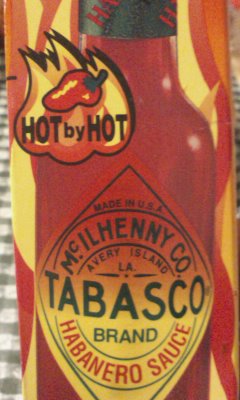 HOT by HOT
MADE IN U.S.A.
McILHENNY CO.
AVERY ISLAND
LA.
TABASCO
BRAND
HABANERO SAUCE